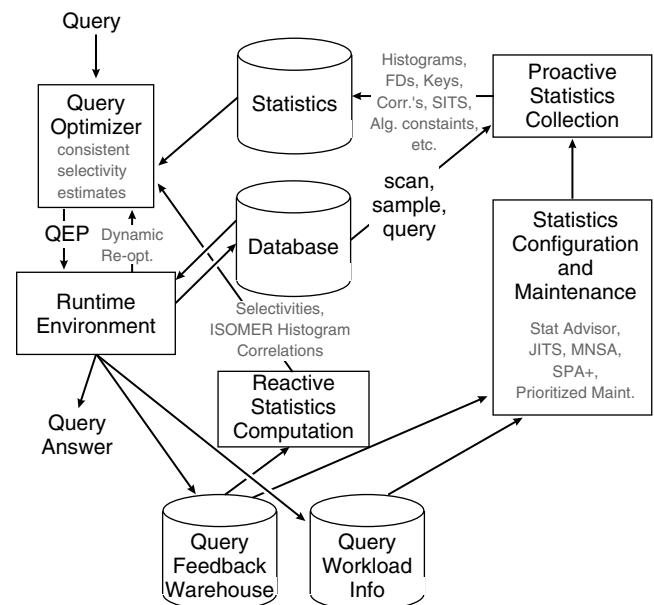 Query
Query
Optimizer
consistent
selectivity
estimates
Statistics
Histograms,
FDs, Keys,
Corr.'s, SITS,
Alg. constaints,
etc.
Proactive
Statistics
Collection
scan,
sample,
query
QEP
Dynamic
Re-opt.
Database
Statistics
Configuration
and
Maintenance
Stat Advisor,
JITS, MNSA,
SPA+,
Prioritized Maint.
Runtime
Environment
Selectivities,
ISOMER Histogram
Correlations
Query
Answer
Reactive
Statistics
Computation
Query
Feedback
Warehouse
Query
Workload
Info